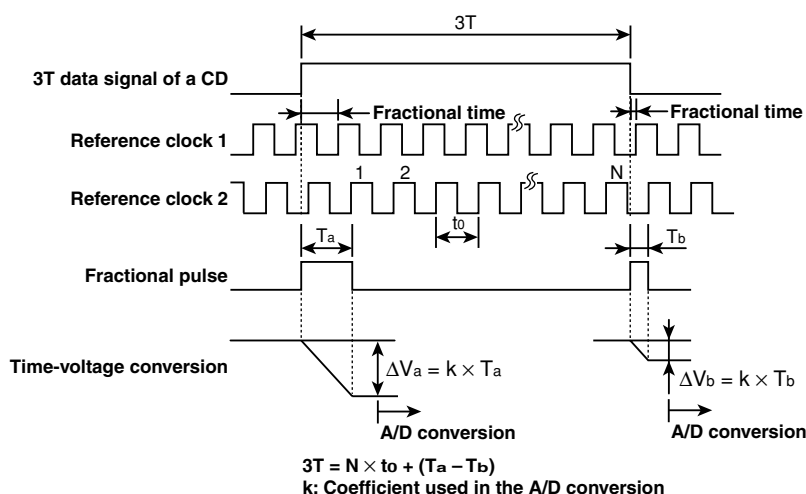 3T
3T data signal of a CD
Fractional time
Fractional time
Reference clock 1
1 2 N
Reference clock 2
t0
Ta
Tb
Fractional pulse
Time-voltage conversion
ΔVa = k × Ta
ΔVb = k × Tb
A/D conversion
A/D conversion
3T = N × t0 + (Ta – Tb)
k: Coefficient used in the A/D conversion